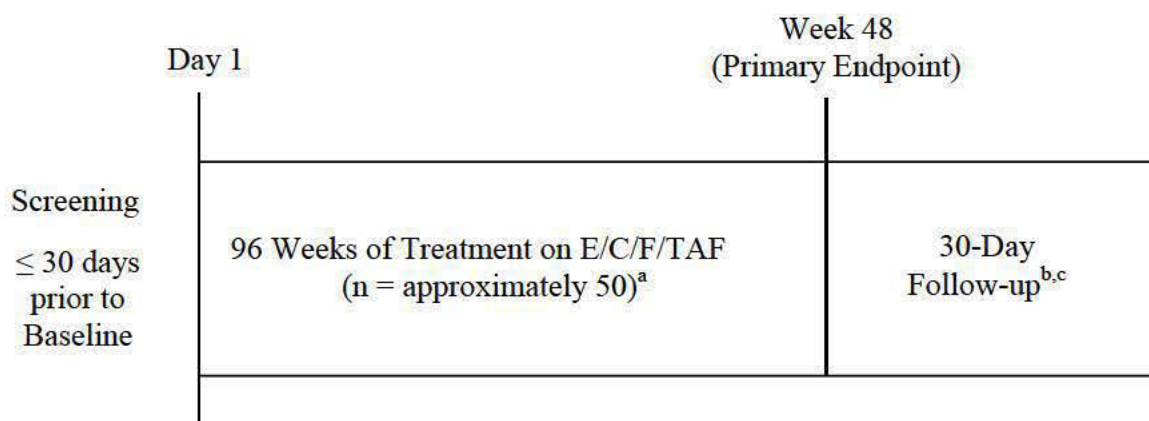 Day 1
Week 48
(Primary Endpoint)
Screening
≤ 30 days
prior to
Baseline
96 Weeks of Treatment on E/C/F/TAF
(n = approximately 50)a
30-Day
Follow-upb,c